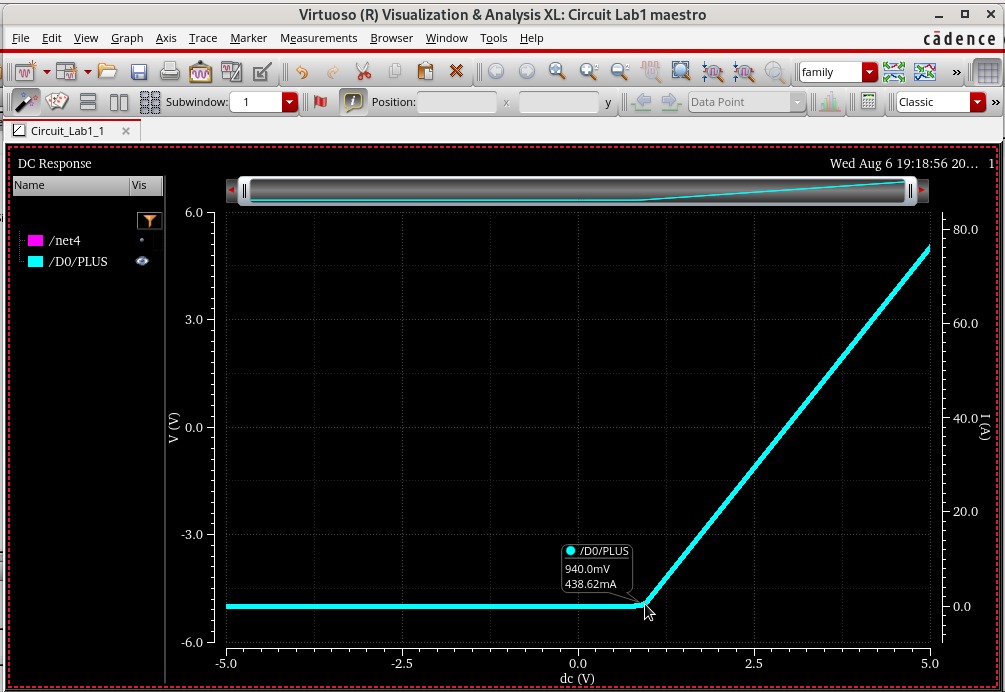 Virtuoso (R) Visualization & Analysis XL: Circuit Lab1 maestro
File Edit View Graph Axis Trace Marker Measurements Browser Window Tools Help
cādence
family
»
Subwindow: 1
Position: x y
Data Point
Classic
»
Circuit_Lab1_1
DC Response
Wed Aug 6 19:18:56 20... 1
Name Vis
/net4
/D0/PLUS
6.0
3.0
0.0
-3.0
-6.0
V (V)
80.0
60.0
40.0
20.0
0.0
I (A)
/D0/PLUS
940.0mV
438.62mA
-5.0 -2.5 0.0 2.5 5.0
dc (V)